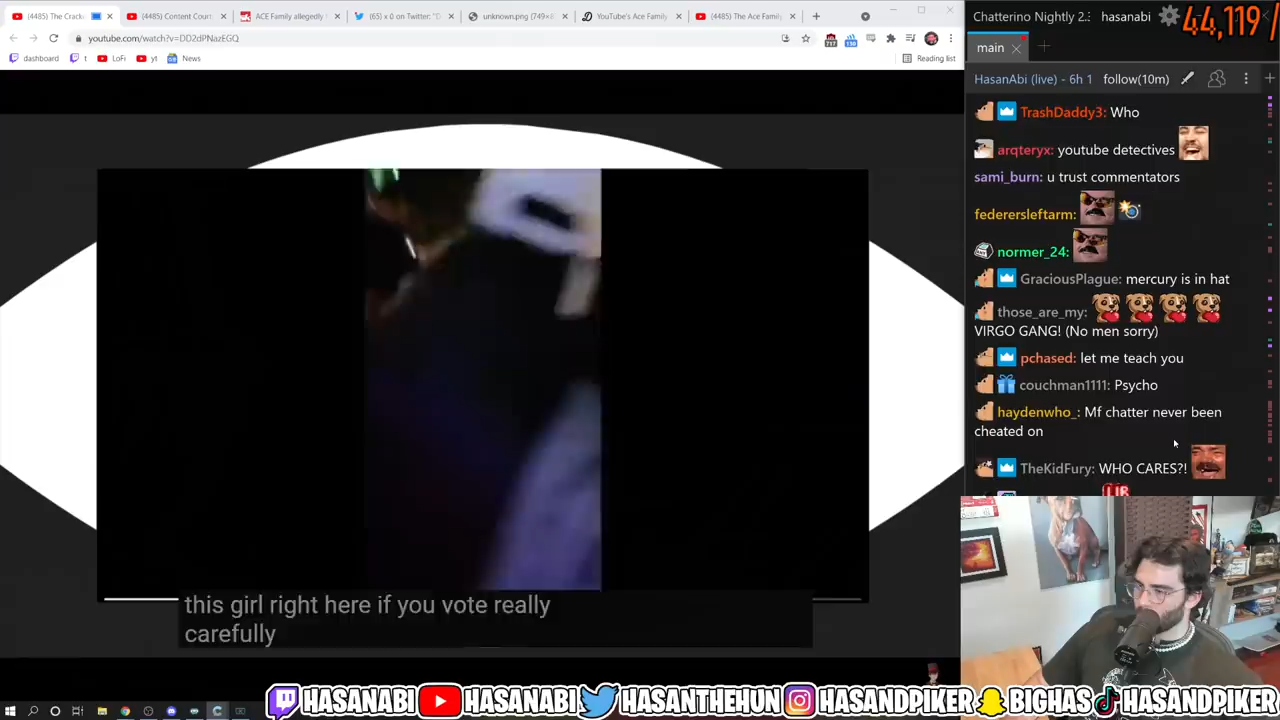 (4485) The Crack
(4485) Content Court
ACE Family allegedly
(65) x 0 on Twitter: "D
unknown.png (749×
YouTube's Ace Family
(4485) The Ace Family
youtube.com/watch?v=DD2dPNazEGQ
dashboard
t
LoFi
yt
News
Reading list
this girl right here if you vote really
carefully
Chatterino Nightly 2.
hasanabi
44,119 /
main
HasanAbi (live) - 6h 1
follow(10m)
TrashDaddy3: Who
arqteryx: youtube detectives
sami_burn: u trust commentators
federersleftarm:
normer_24:
GraciousPlague: mercury is in hat
those_are_my:
VIRGO GANG! (No men sorry)
pchased: let me teach you
couchman1111: Psycho
haydenwho_: Mf chatter never been
cheated on
TheKidFury: WHO CARES?!
LIB
HASANABI
HASANABI
HASANTHEHUN
HASANDPIKER
BIGHAS
HASANDPIKER